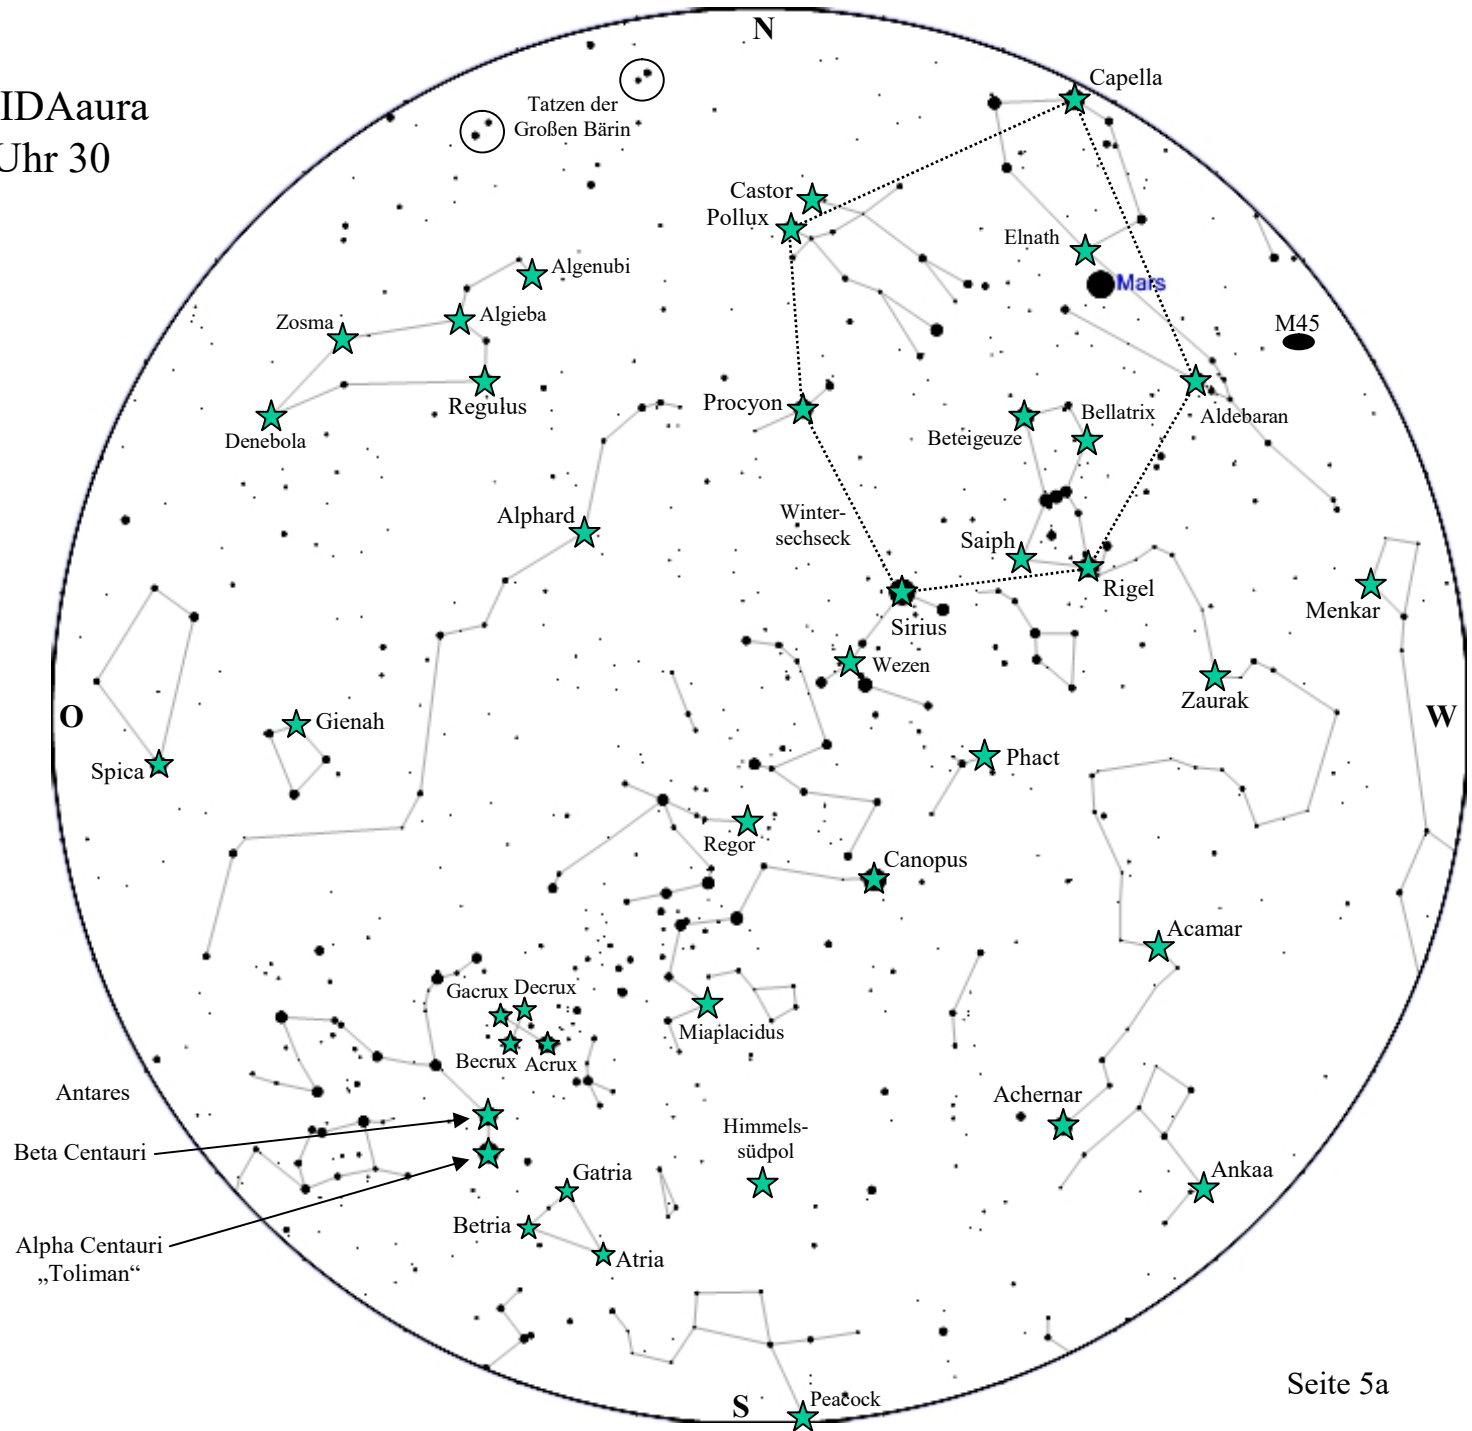 N
Capella
IDAaura
Tatzen der
Großen Bärin
Uhr 30
Castor
Pollux
Elnath
Algenubi
Mars
Zosma
Algieba
M45
Regulus
Procyon
Bellatrix
Aldebaran
Denebola
Beteigeuze
Alphard
Winter-
sechseck
Saiph
Rigel
Menkar
Sirius
Wezen
Zaurak
O
Gienah
W
Spica
Phact
Regor
Canopus
Acamar
Gacrux
Decrux
Miaplacidus
Becrux
Acrux
Antares
Achernar
Himmels-
südpol
Beta Centauri
Gatria
Ankaa
Betria
Alpha Centauri
„Toliman“
Atria
Seite 5a
Peacock
S